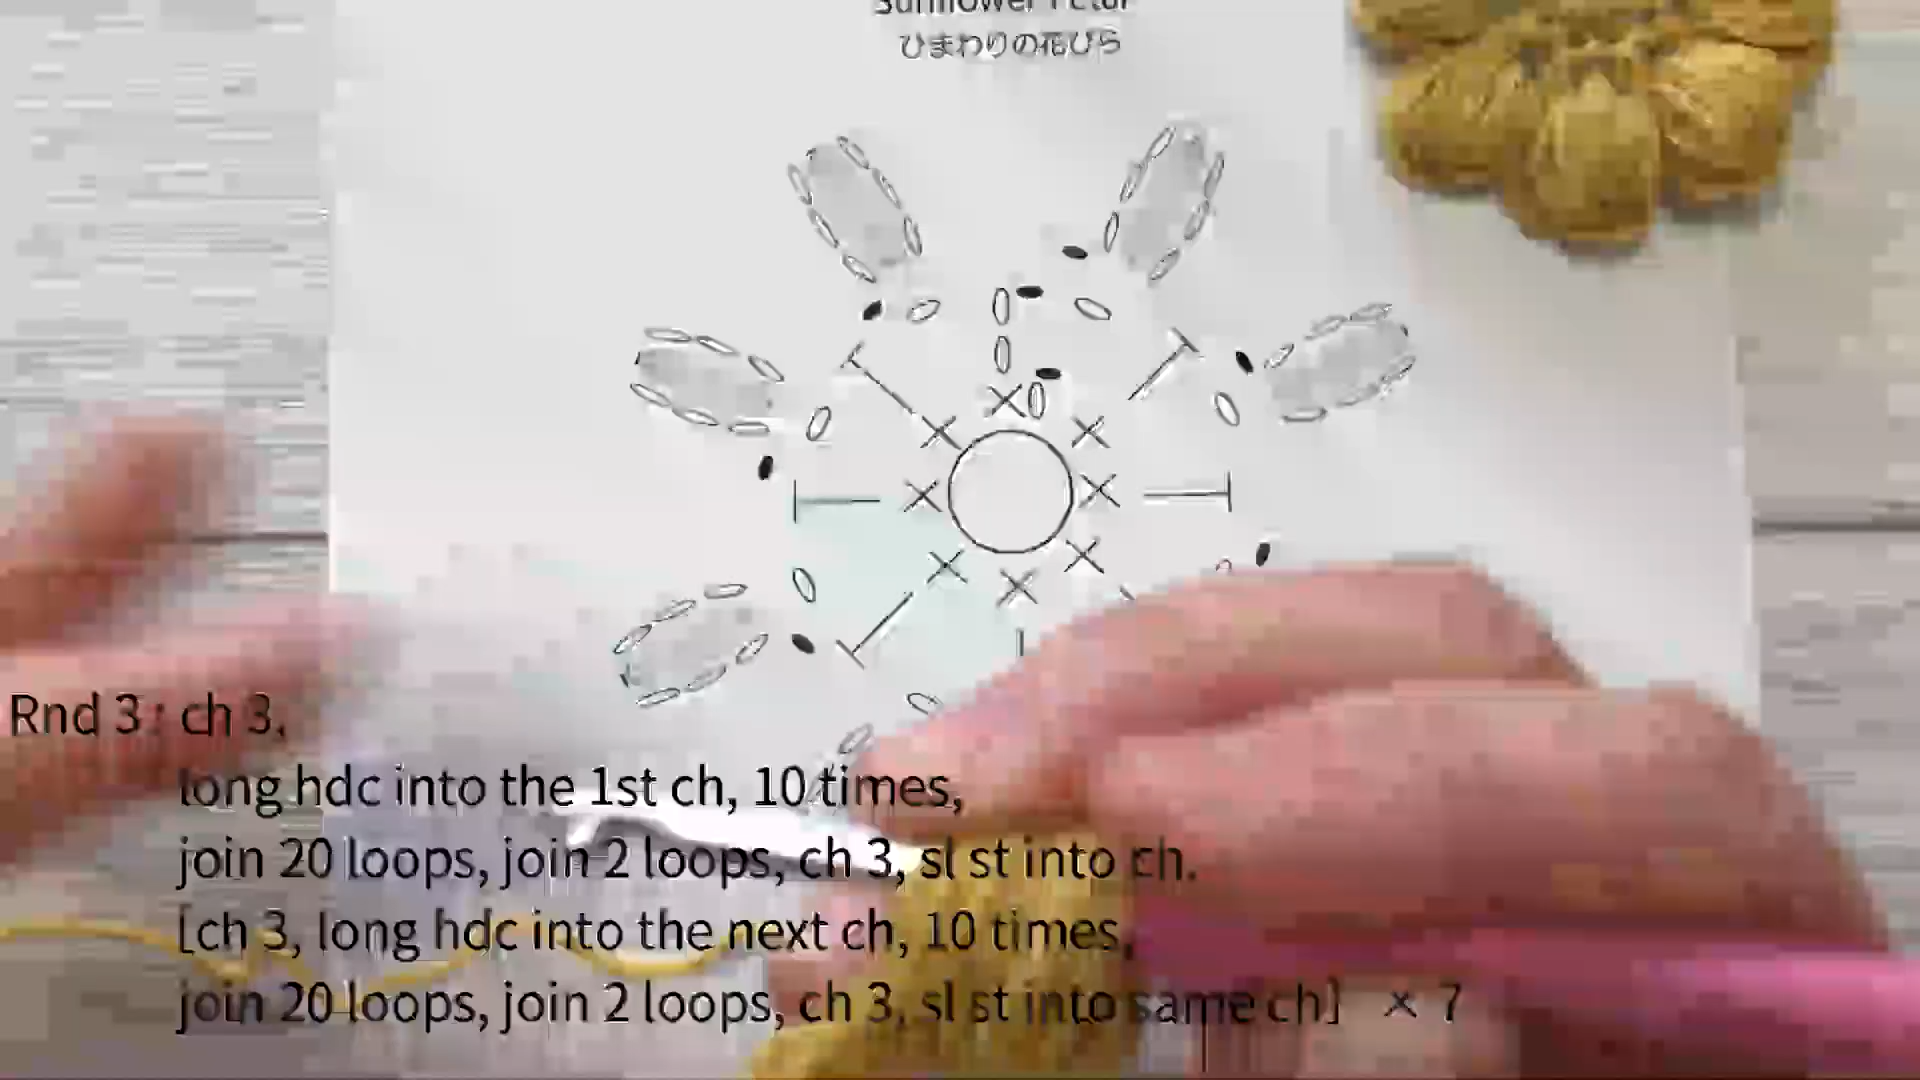 Sunflower Petal
ひまわりの花びら
Rnd 3: ch 3,
long hdc into the 1st ch, 10 times,
join 20 loops, join 2 loops, ch 3, sl st into ch.
[ch 3, long hdc into the next ch, 10 times,
join 20 loops, join 2 loops, ch 3, sl st into same ch] × 7